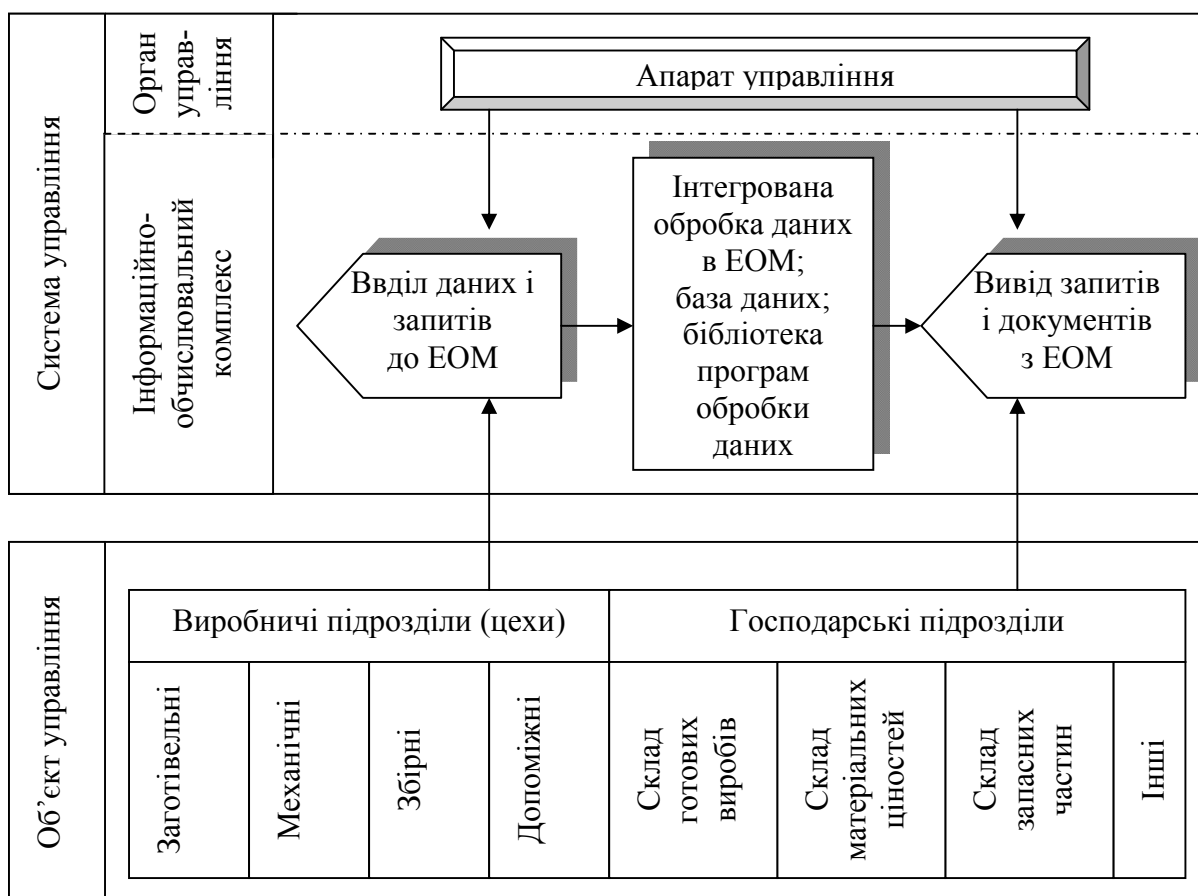 Система управління
Орган
управ-
ління
Апарат управління
Інформаційно-
обчислювальний
комплекс
Ввділ даних і
запитів
до ЕОМ
Інтегрована
обробка даних
в ЕОМ;
база даних;
бібліотека
програм
обробки
даних
Вивід запитів
і документів
з ЕОМ
Об’єкт управління
Виробничі підрозділи (цехи)
Господарські підрозділи
Заготівельні
Механічні
Збірні
Допоміжні
Склад
готових
виробів
Склад
матеріальних
цінностей
Склад
запасних
частин
Інші